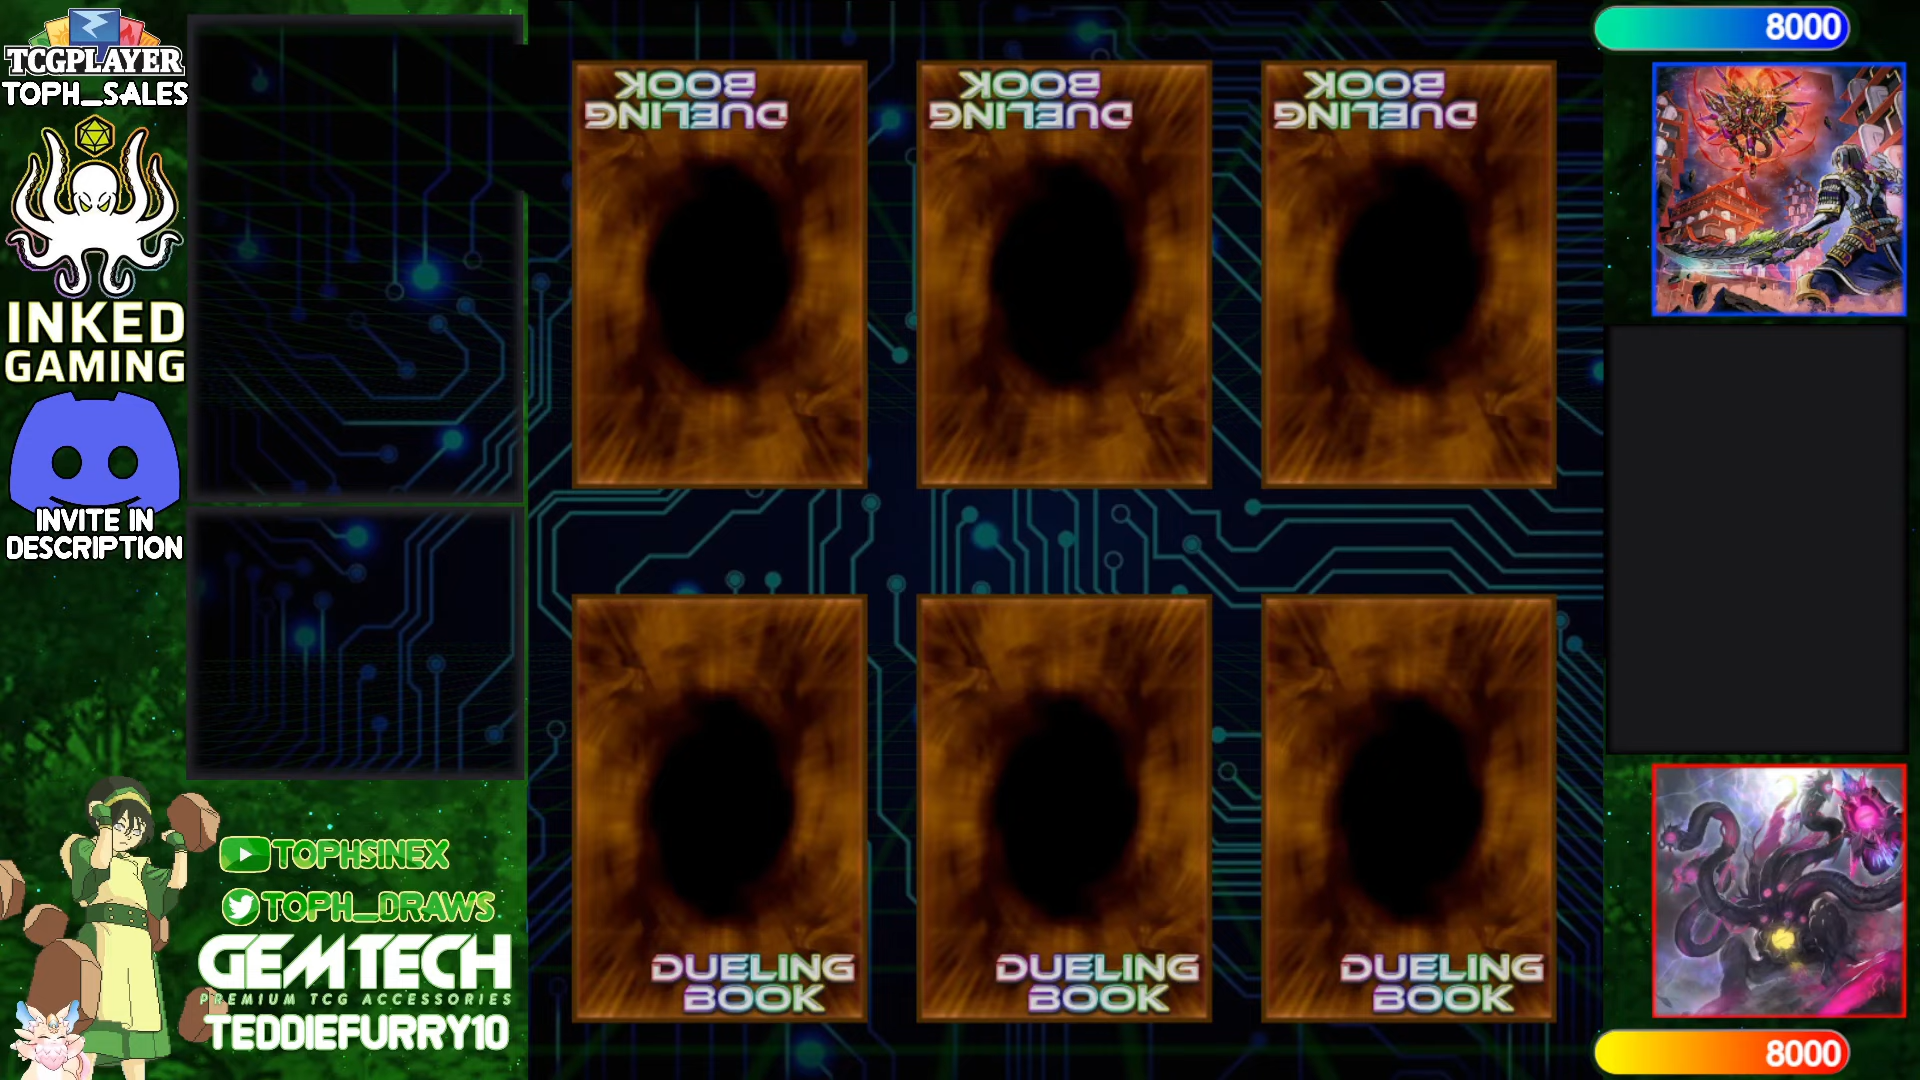 TCGPLAYER
TOPH_SALES
INKED
GAMING
INVITE IN
DESCRIPTION
TOPHSINEX
TOPH_DRAWS
GEMTECH
PREMIUM TCG ACCESSORIES
TEDDIEFURRY10
DUELING
BOOK
DUELING
BOOK
DUELING
BOOK
DUELING
BOOK
DUELING
BOOK
DUELING
BOOK
8000
8000